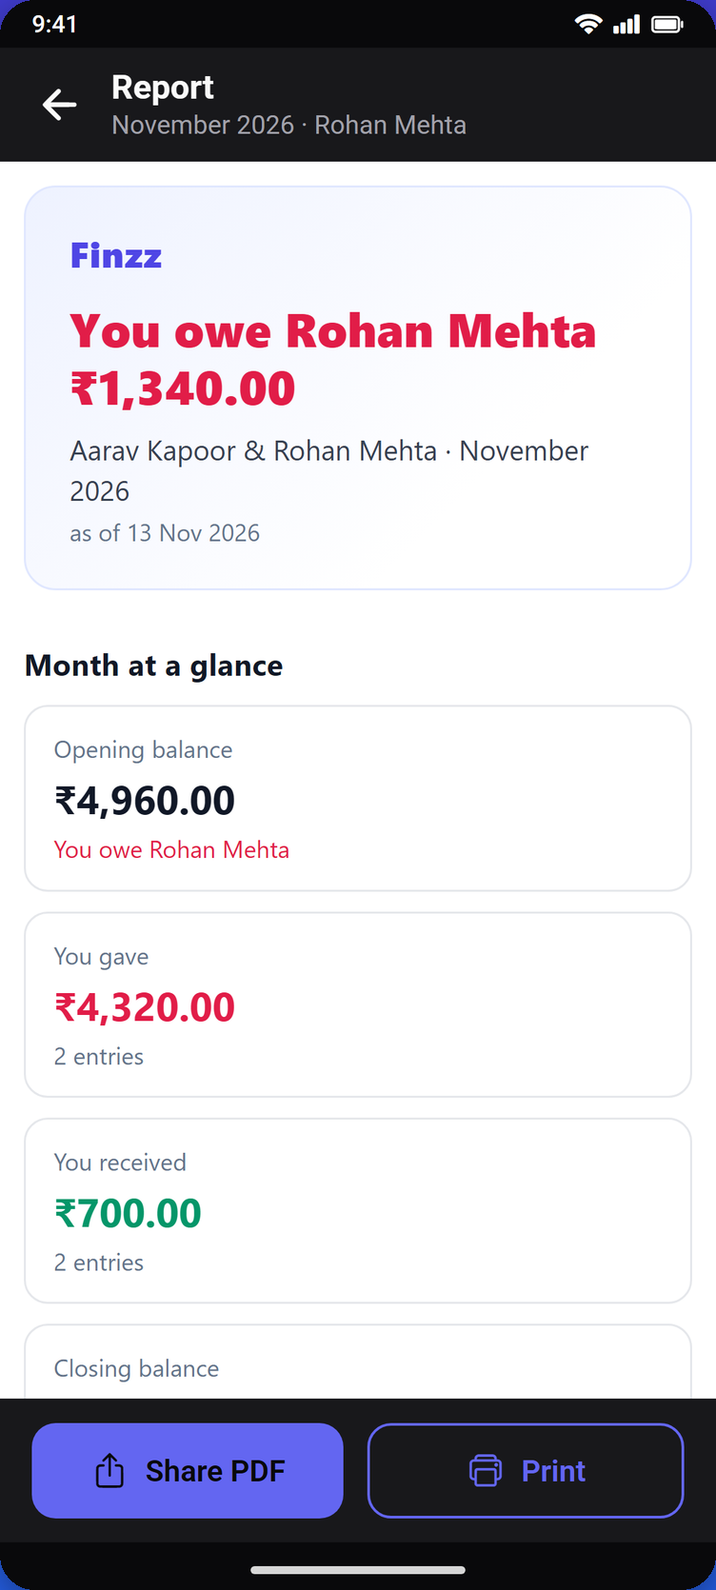 9:41
Report
November 2026 · Rohan Mehta
Finzz
You owe Rohan Mehta
₹1,340.00
Aarav Kapoor & Rohan Mehta · November
2026
as of 13 Nov 2026
Month at a glance
Opening balance
₹4,960.00
You owe Rohan Mehta
You gave
₹4,320.00
2 entries
You received
₹700.00
2 entries
Closing balance
Share PDF
Print